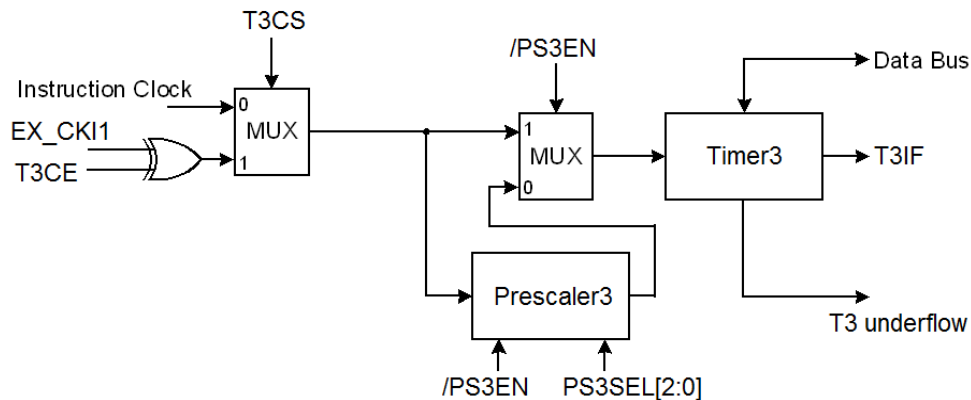 T3CS
/PS3EN
Instruction Clock
0
EX_CKI1
MUX
T3CE
1
1
MUX
0
Timer3
Data Bus
T3IF
Prescaler3
T3 underflow
/PS3EN
PS3SEL[2:0]